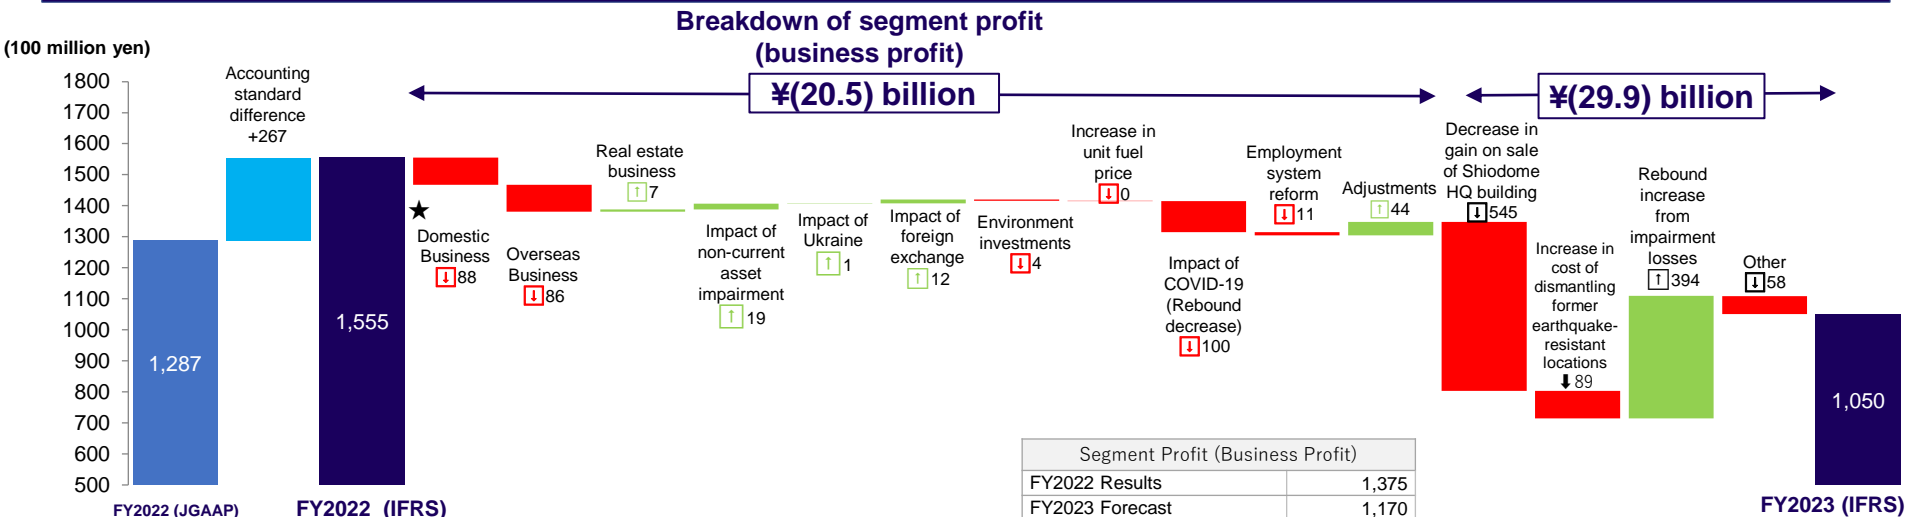 Breakdown of segment profit
(business profit)
(100 million yen)
¥(20.5) billion
¥(29.9) billion
1800
1700
1600
1500
1400
1300
1200
1100
1000
900
800
700
600
500
1,287
FY2022 (JGAAP)
Accounting
standard
difference
+267
1,555
FY2022 (IFRS)
★
Domestic
Business
↓88
Overseas
Business
↓86
Real estate
business
↑7
Impact of
non-current
asset
impairment
↑19
Impact of
Ukraine
↑1
Impact of
foreign
exchange
↑12
Environment
investments
↓4
Increase in
unit fuel
price
↓0
Impact of
COVID-19
(Rebound
decrease)
↓100
Employment
system
reform
↓11
Adjustments
↑44
Decrease in
gain on sale
of Shiodome
HQ building
↓545
Increase in
cost of
dismantling
former
earthquake-
resistant
locations
⬇89
Rebound
increase
from
impairment
losses
↑394
Other
↓58
1,050
FY2023 (IFRS)
Segment Profit (Business Profit)
FY2022 Results 1,375
FY2023 Forecast 1,170